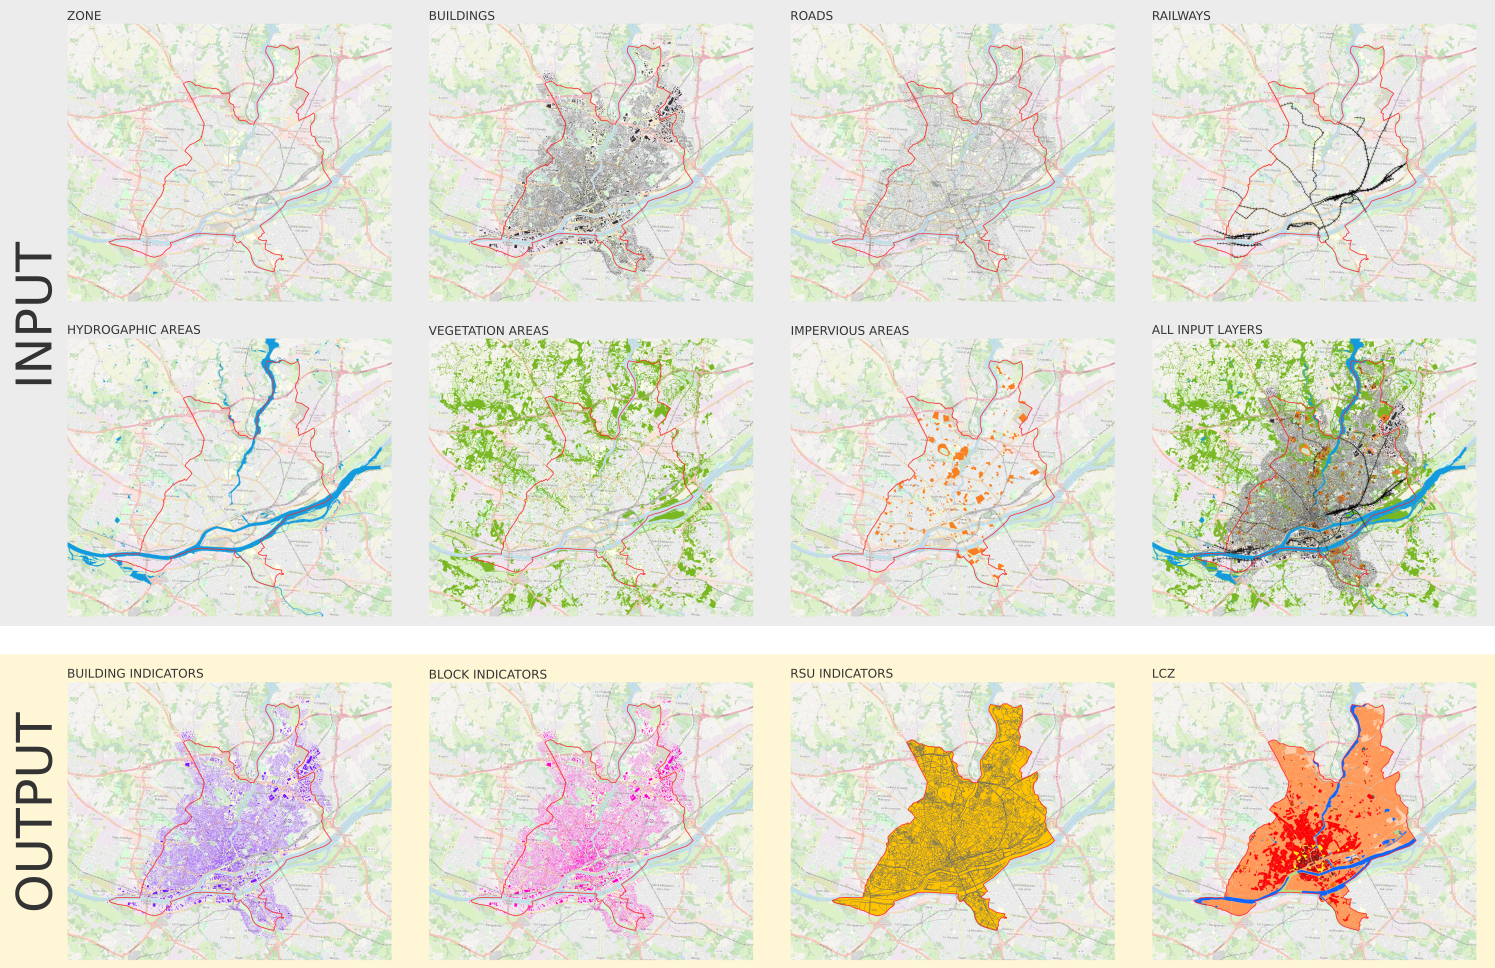 INPUT
ZONE
BUILDINGS
ROADS
RAILWAYS
HYDROGAPHIC AREAS
VEGETATION AREAS
IMPERVIOUS AREAS
ALL INPUT LAYERS
OUTPUT
BUILDING INDICATORS
BLOCK INDICATORS
RSU INDICATORS
LCZ